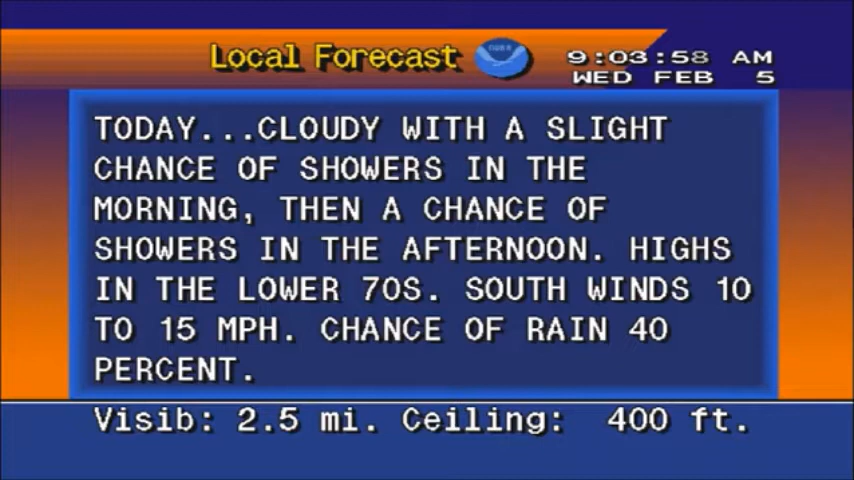 Local Forecast
NOAA
9:03:58 AM
WED FEB 5
TODAY...CLOUDY WITH A SLIGHT
CHANCE OF SHOWERS IN THE
MORNING, THEN A CHANCE OF
SHOWERS IN THE AFTERNOON. HIGHS
IN THE LOWER 70S. SOUTH WINDS 10
TO 15 MPH. CHANCE OF RAIN 40
PERCENT.
Visib: 2.5 mi. Ceiling: 400 ft.